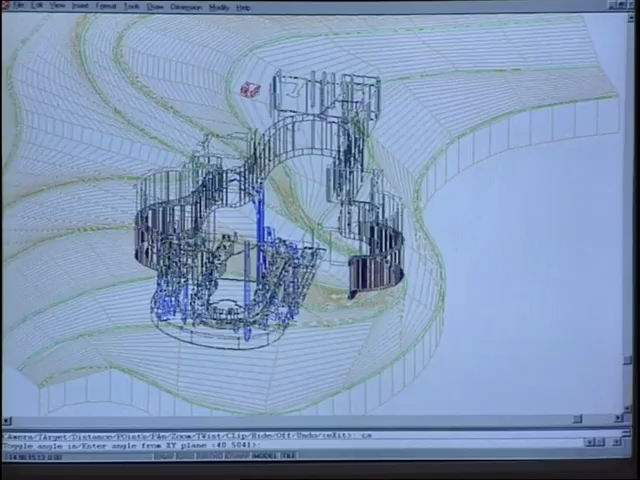 File Edit View Insert Format Tools Draw Dimension Modify Help
CAmera/TArget/Distance/POints/PAn/Zoom/TWist/CLip/Hide/Off/Undo/<eXit>: ca
Toggle angle in/Enter angle from XY plane <40.5041>:
MODEL TILE